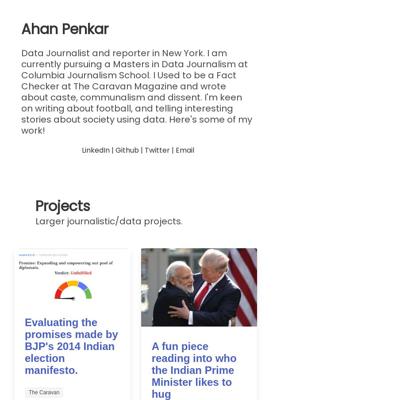 Ahan Penkar
Data Journalist and reporter in New York. I am
currently pursuing a Masters in Data Journalism at
Columbia Journalism School. I Used to be a Fact
Checker at The Caravan Magazine and wrote
about caste, communalism and dissent. I'm keen
on writing about football, and telling interesting
stories about society using data. Here's some of my
work!
LinkedIn | Github | Twitter | Email
Projects
Larger journalistic/data projects.
Promise: Expanding and empowering our pool of
diplomats.
Verdict: Unfulfilled
Evaluating the
promises made by
BJP's 2014 Indian
election
manifesto.
The Caravan
A fun piece
reading into who
the Indian Prime
Minister likes to
hug